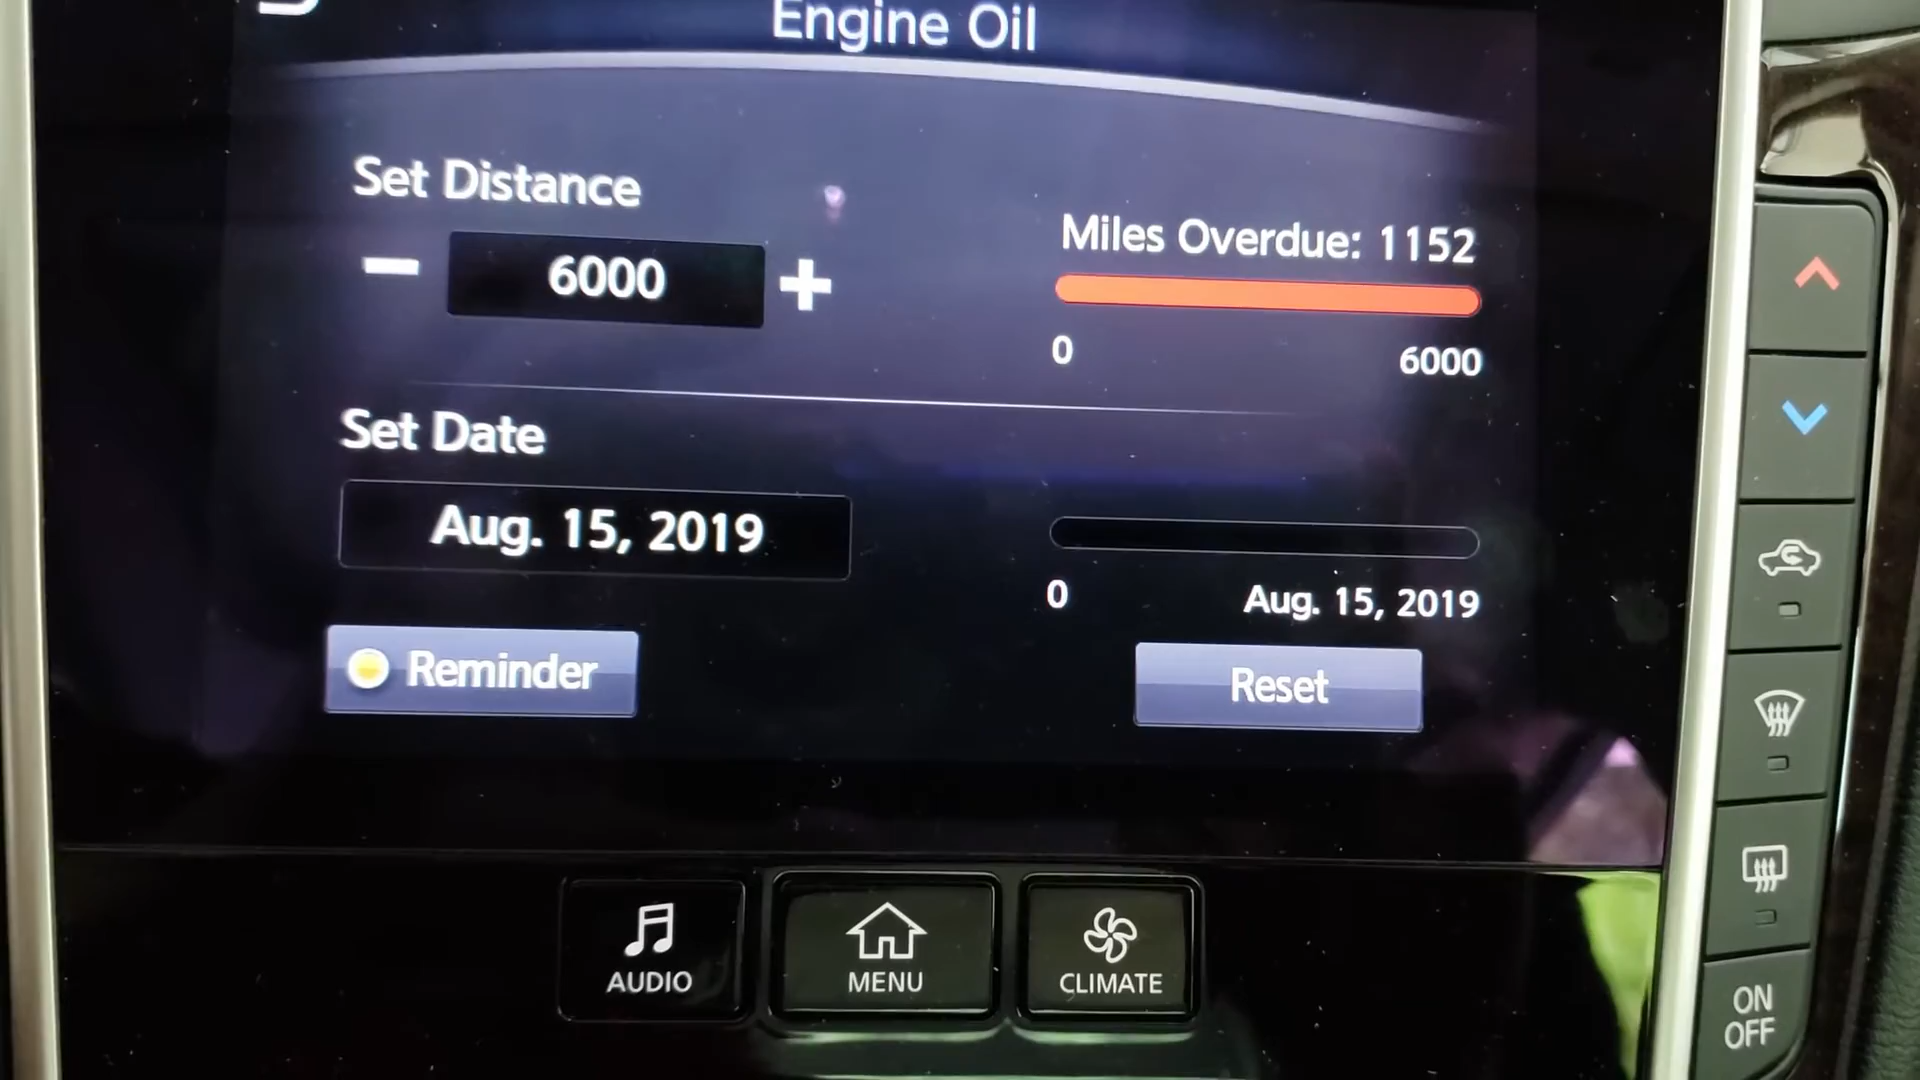 Engine Oil
Set Distance
6000
Miles Overdue: 1152
0
6000
Set Date
Aug. 15, 2019
0
Aug. 15, 2019
Reminder
Reset
AUDIO
MENU
CLIMATE
ON
OFF